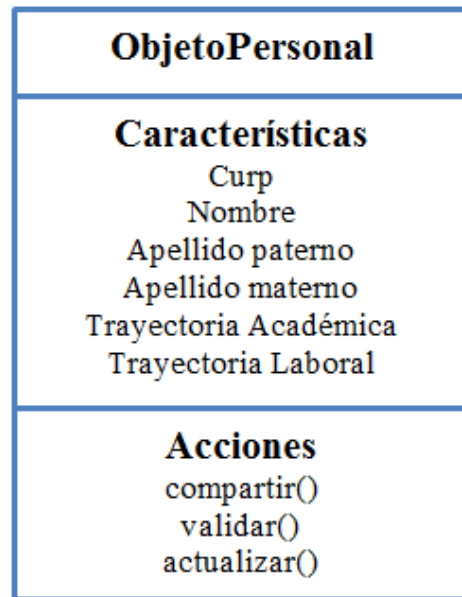 ObjetoPersonal
Características
Curp
Nombre
Apellido paterno
Apellido materno
Trayectoria Académica
Trayectoria Laboral
Acciones
compartir()
validar()
actualizar()